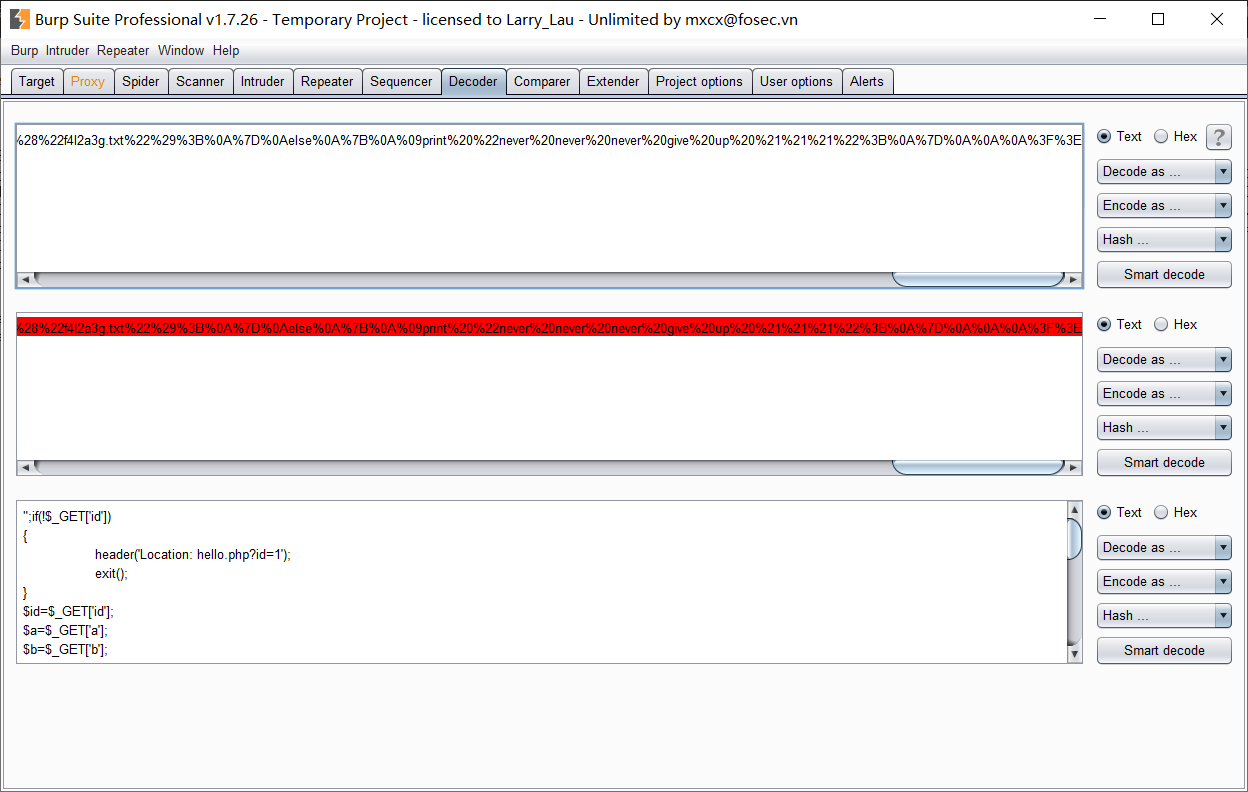 Burp Suite Professional v1.7.26 - Temporary Project - licensed to Larry_Lau - Unlimited by mxcx@fosec.vn
Burp Intruder Repeater Window Help
Target Proxy Spider Scanner Intruder Repeater Sequencer Decoder Comparer Extender Project options User options Alerts
%28%22f4l2a3g.txt%22%29%3B%0A%7D%0Aelse%0A%7B%0A%09print%20%22never%20never%20never%20give%20up%20%21%21%21%22%3B%0A%7D%0A%0A%0A%3F%3E
Text Hex ?
Decode as ...
Encode as ...
Hash ...
Smart decode
%28%22f4l2a3g.txt%22%29%3B%0A%7D%0Aelse%0A%7B%0A%09print%20%22never%20never%20never%20give%20up%20%21%21%21%22%3B%0A%7D%0A%0A%0A%3F%3E
Text Hex
Decode as ...
Encode as ...
Hash ...
Smart decode
";if(!$_GET['id'])
{
header('Location: hello.php?id=1');
exit();
}
$id=$_GET['id'];
$a=$_GET['a'];
$b=$_GET['b'];
Text Hex
Decode as ...
Encode as ...
Hash ...
Smart decode